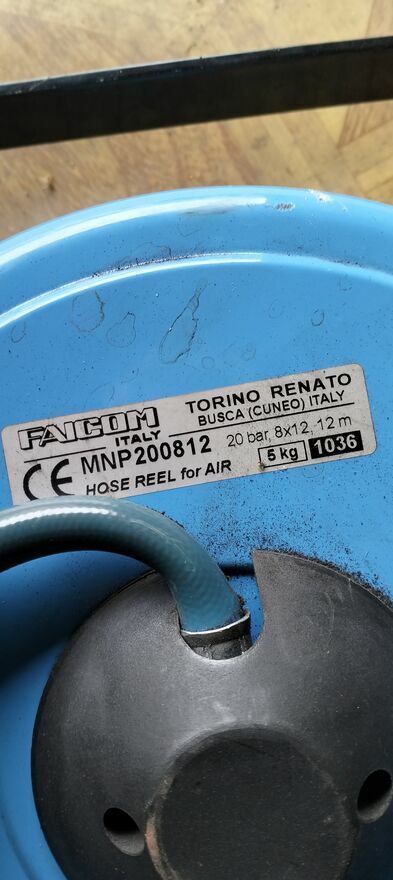 FAICOM TORINO RENATO
ITALY BUSCA (CUNEO) ITALY
CE MNP200812 20 bar, 8x12, 12 m
HOSE REEL for AIR 5 kg 1036